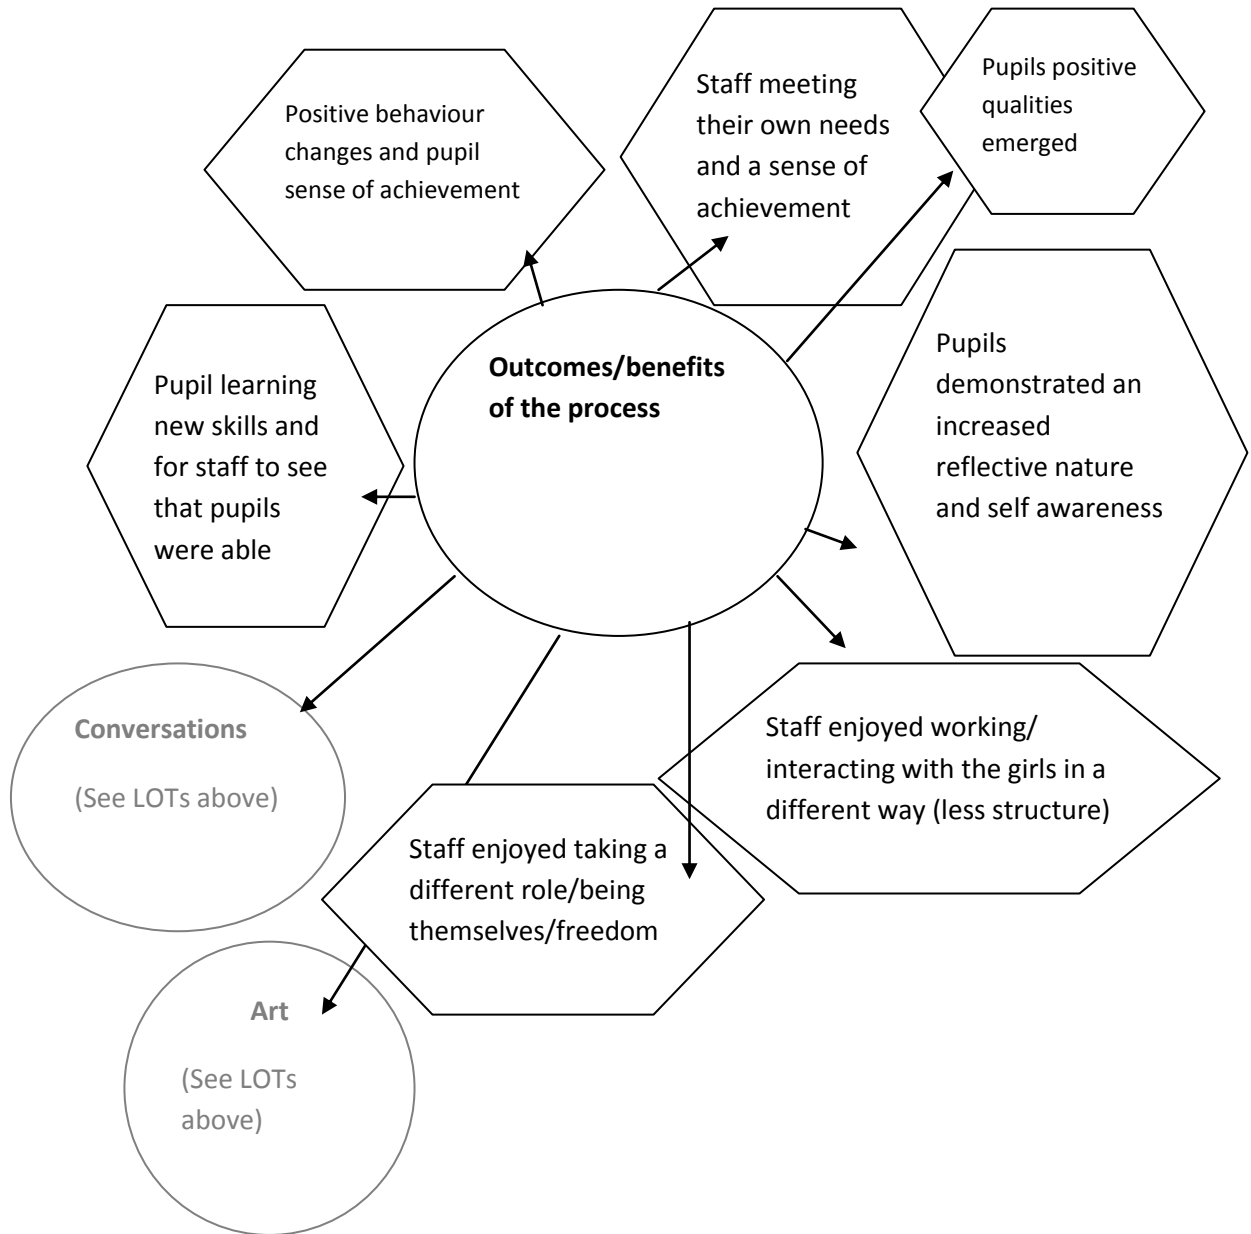 Positive behaviour
changes and pupil
sense of achievement
Staff meeting
their own needs
and a sense of
achievement
Pupils positive
qualities
emerged
Outcomes/benefits
of the process
Pupils
demonstrated an
increased
reflective nature
and self awareness
Pupil learning
new skills and
for staff to see
that pupils
were able
Conversations
(See LOTs above)
Staff enjoyed working/
interacting with the girls in a
different way (less structure)
Staff enjoyed taking a
different role/being
themselves/freedom
Art
(See LOTs
above)